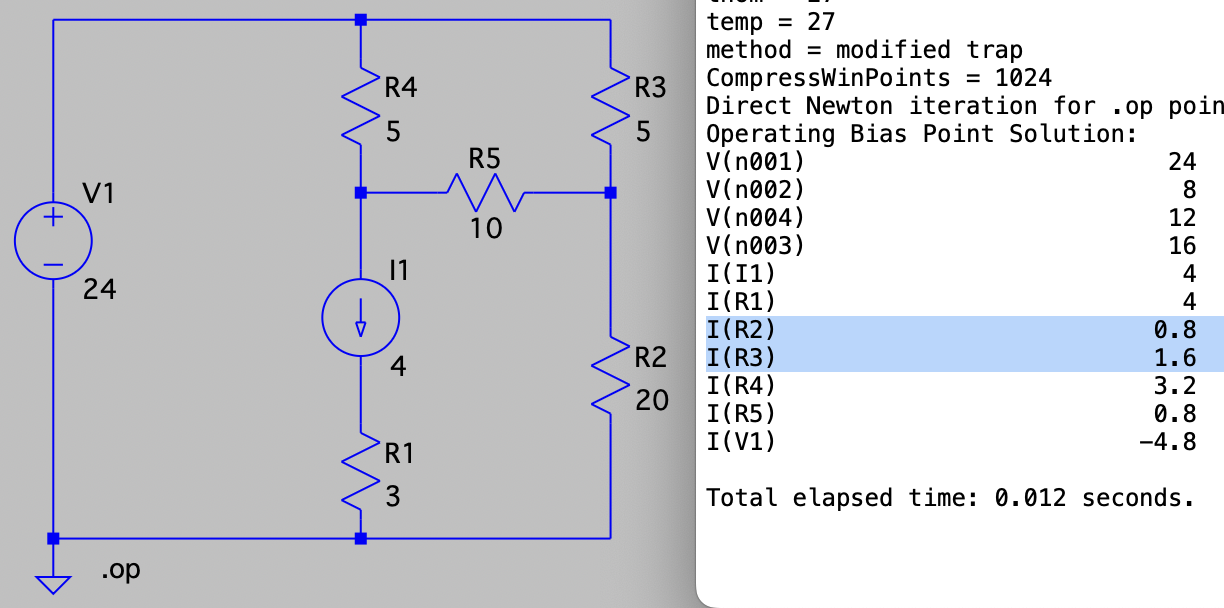 V1
24
R4
5
R3
5
R5
10
I1
4
R2
20
R1
3
.op
temp = 27
method = modified trap
CompressWinPoints = 1024
Direct Newton iteration for .op poin
Operating Bias Point Solution:
V(n001) 24
V(n002) 8
V(n004) 12
V(n003) 16
I(I1) 4
I(R1) 4
I(R2) 0.8
I(R3) 1.6
I(R4) 3.2
I(R5) 0.8
I(V1) −4.8
Total elapsed time: 0.012 seconds.